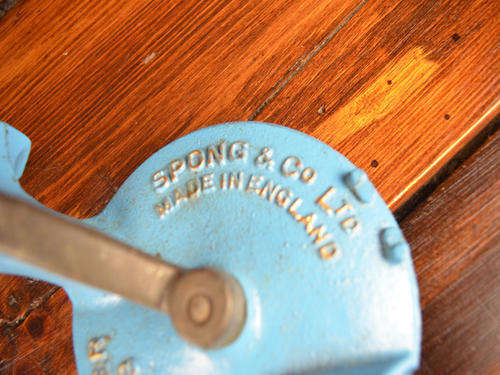 SPONG & CO LTD
MADE IN ENGLAND